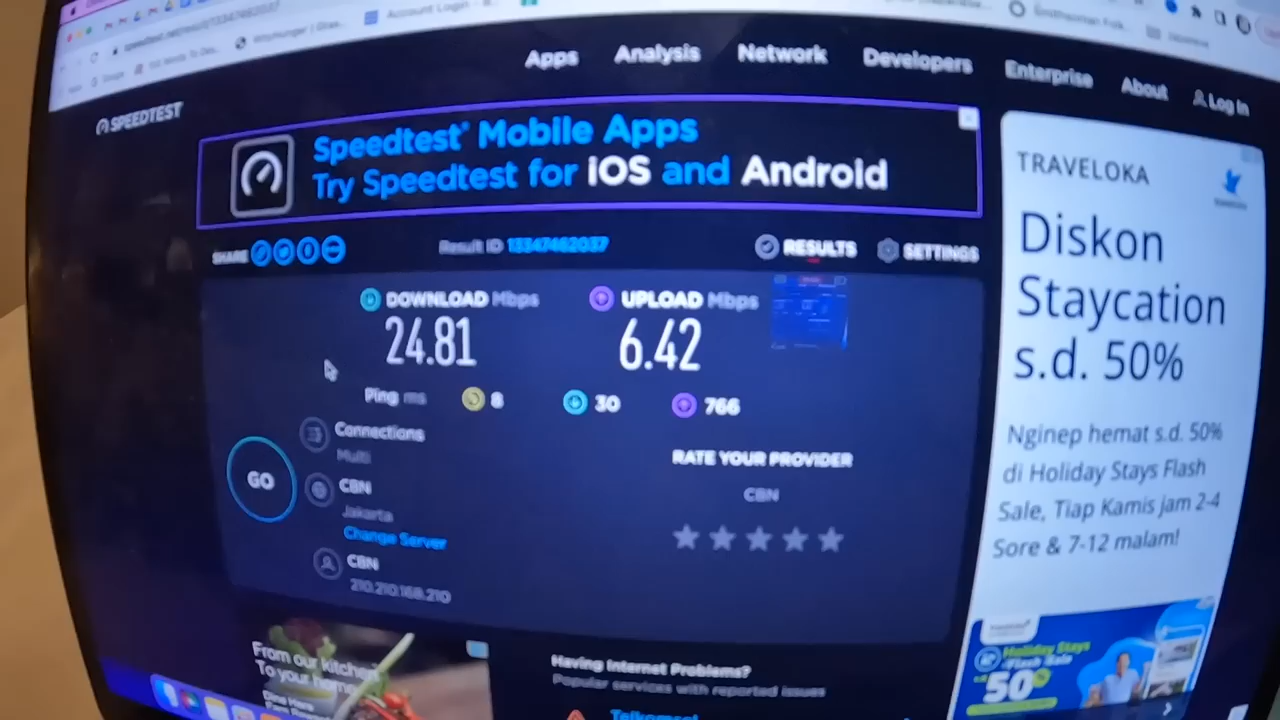 Account Login
Apps
Analysis
Network
Developers
Enterprise
About
Log In
SPEEDTEST
Speedtest® Mobile Apps
Try Speedtest for iOS and Android
SHARE
Result ID 13347462037
RESULTS
SETTINGS
DOWNLOAD Mbps
24.81
UPLOAD Mbps
6.42
Ping ms
8
30
766
GO
Connections
Multi
CBN
Jakarta
Change Server
CBN
210.210.168.210
RATE YOUR PROVIDER
CBN
From our kitchen
To your home
Having Internet Problems?
Popular services with reported issues
Telkomsel
TRAVELOKA
Diskon
Staycation
s.d. 50%
Nginep hemat s.d. 50%
di Holiday Stays Flash
Sale, Tiap Kamis jam 2-4
Sore & 7-12 malam!
Holiday Stays
Flash Sale
50%